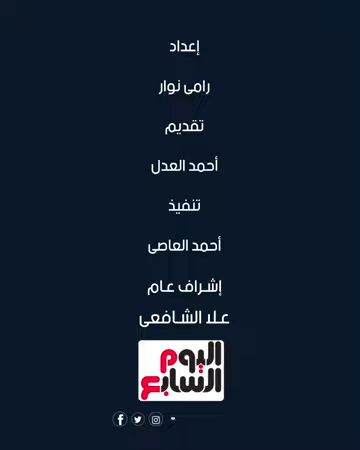 إعداد
رامى نوار
تقديم
أحمد العدل
تنفيذ
أحمد العاصى
إشراف عام
علا الشافعى
اليوم
السابع